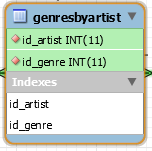 genresbyartist
id_artist INT(11)
id_genre INT(11)
Indexes
id_artist
id_genre